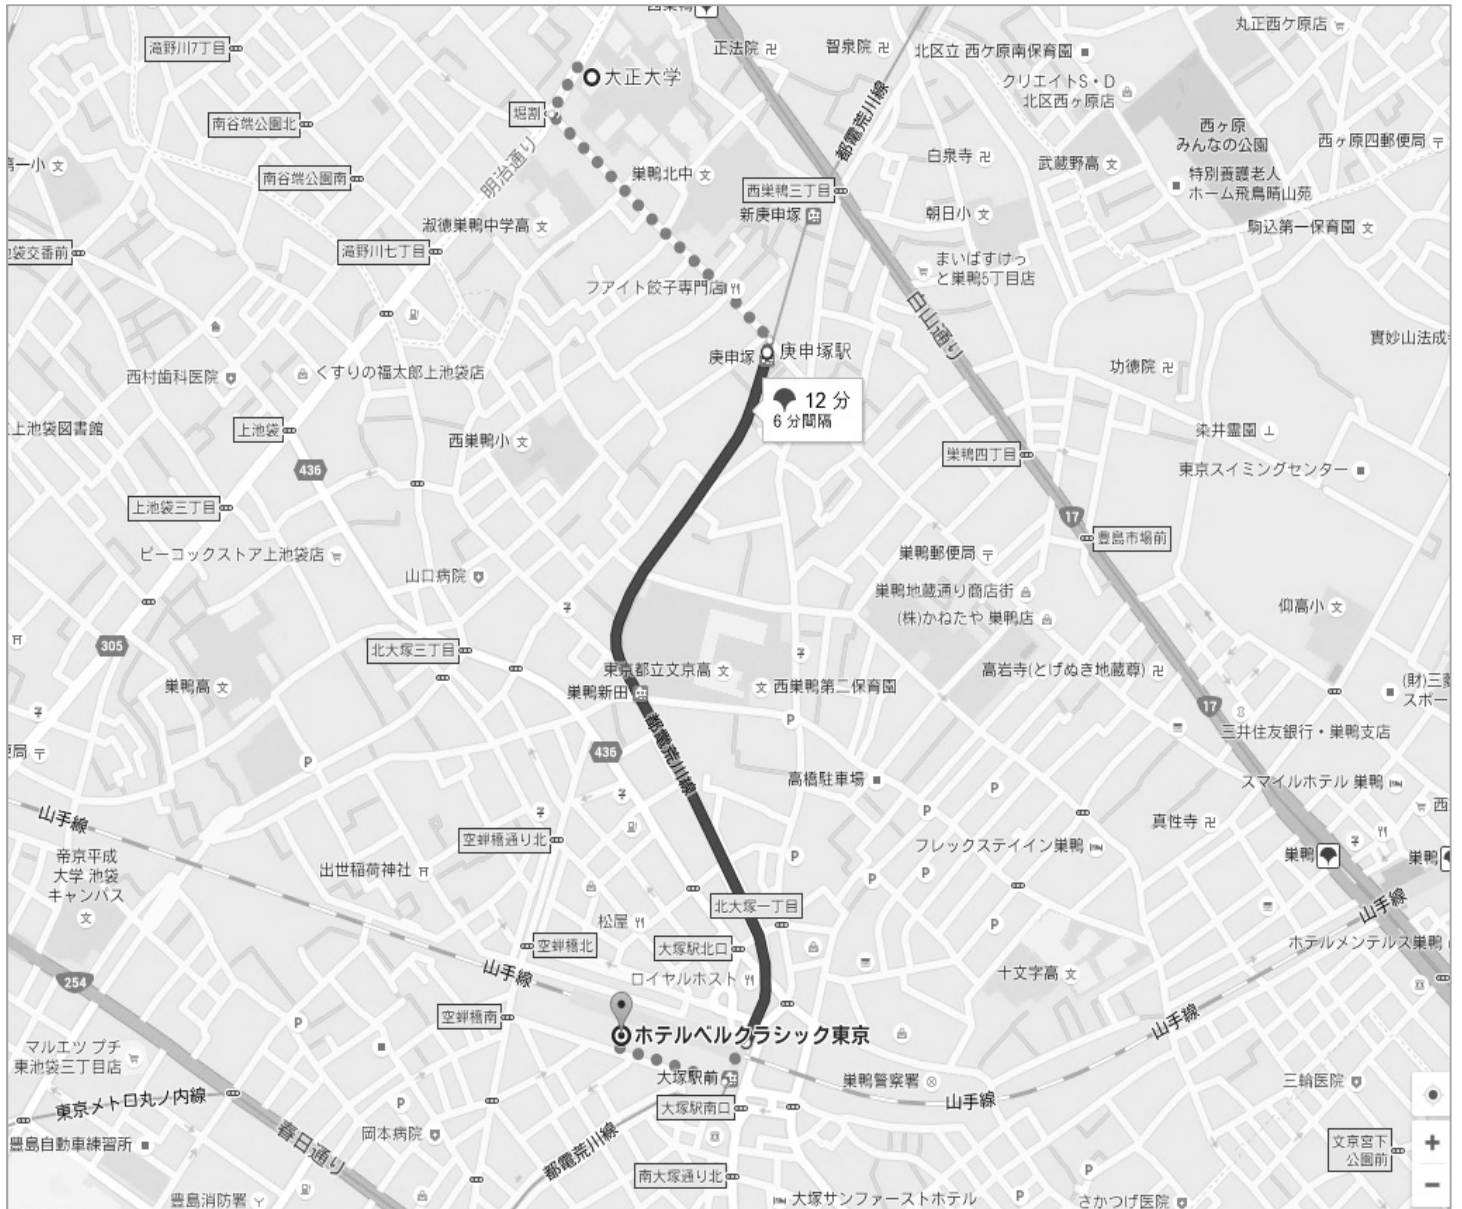 西巣鴨
滝野川7丁目
正法院
智泉院
北区立 西ケ原南保育園
丸正西ケ原店
大正大学
クリエイトS・D
北区西ヶ原店
堀割
都電荒川線
南谷端公園北
西ヶ原
みんなの公園
西ヶ原四郵便局
第一小
明治通り
白泉寺
武蔵野高
南谷端公園南
巣鴨北中
西巣鴨三丁目
特別養護老人
ホーム飛鳥晴山苑
新庚申塚
朝日小
淑徳巣鴨中学高
駒込第一保育園
池袋交番前
滝野川七丁目
まいばすけっ
と巣鴨5丁目店
フアイト餃子専門店
白山通り
實妙山法成
庚申塚
庚申塚駅
功徳院
西村歯科医院
くすりの福太郎上池袋店
12 分
6 分間隔
上池袋図書館
上池袋
西巣鴨小
染井霊園
巣鴨四丁目
436
東京スイミングセンター
上池袋三丁目
17
豊島市場前
ピーコックストア上池袋店
巣鴨郵便局
山口病院
巣鴨地蔵通り商店街
(株)かねたや 巣鴨店
仰高小
305
北大塚三丁目
東京都立文京高
高岩寺(とげぬき地蔵尊)
巣鴨高
巣鴨新田
西巣鴨第二保育園
(財)三菱
スポー
17
都電荒川線
三井住友銀行・巣鴨支店
便局
436
P
P
高橋駐車場
スマイルホテル 巣鴨
P
P
西
山手線
真性寺
空蝉橋通り北
フレックステイイン巣鴨
帝京平成
大学 池袋
キャンパス
巣鴨
巣鴨
出世稲荷神社
P
P
P
北大塚一丁目
山手線
松屋
P
空蝉橋北
大塚駅北口
ホテルメンテルス巣鴨
山手線
ロイヤルホスト
十文字高
254
空蝉橋南
P
山手線
ホテルベルクラシック東京
マルエツ プチ
東池袋三丁目店
大塚駅前
巣鴨警察署
三輪医院
東京メトロ丸ノ内線
P
大塚駅南口
山手線
豊島自動車練習所
春日通り
岡本病院
都電荒川線
文京宮下
公園前
南大塚通り北
P
豊島消防署
大塚サンファーストホテル
P
さかつげ医院